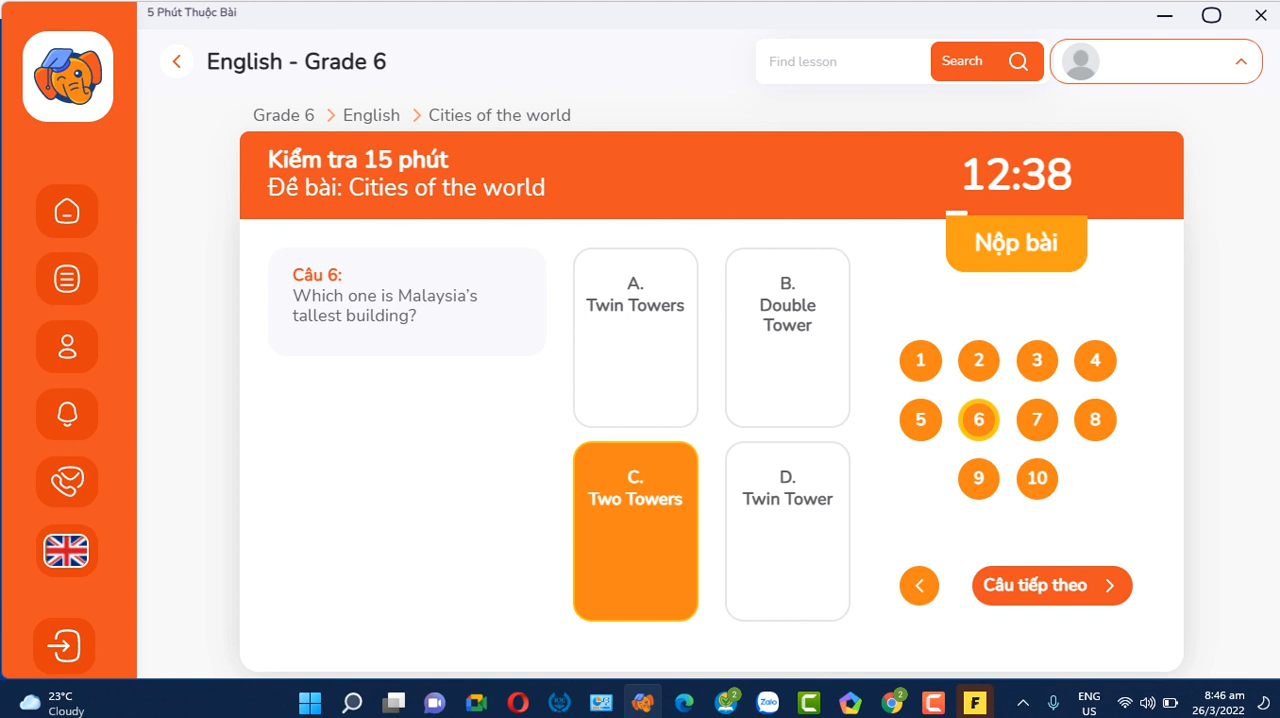 5 Phút Thuộc Bài
English - Grade 6
Find lesson
Search
Grade 6 English Cities of the world
Kiểm tra 15 phút
Đề bài: Cities of the world
12:38
Nộp bài
Câu 6:
Which one is Malaysia's
tallest building?
A.
Twin Towers
B.
Double
Tower
C.
Two Towers
D.
Twin Tower
1 2 3 4
5 6 7 8
9 10
Câu tiếp theo
23°C
Cloudy
2
Zalo
2
F
ENG
US
8:46 am
26/3/2022